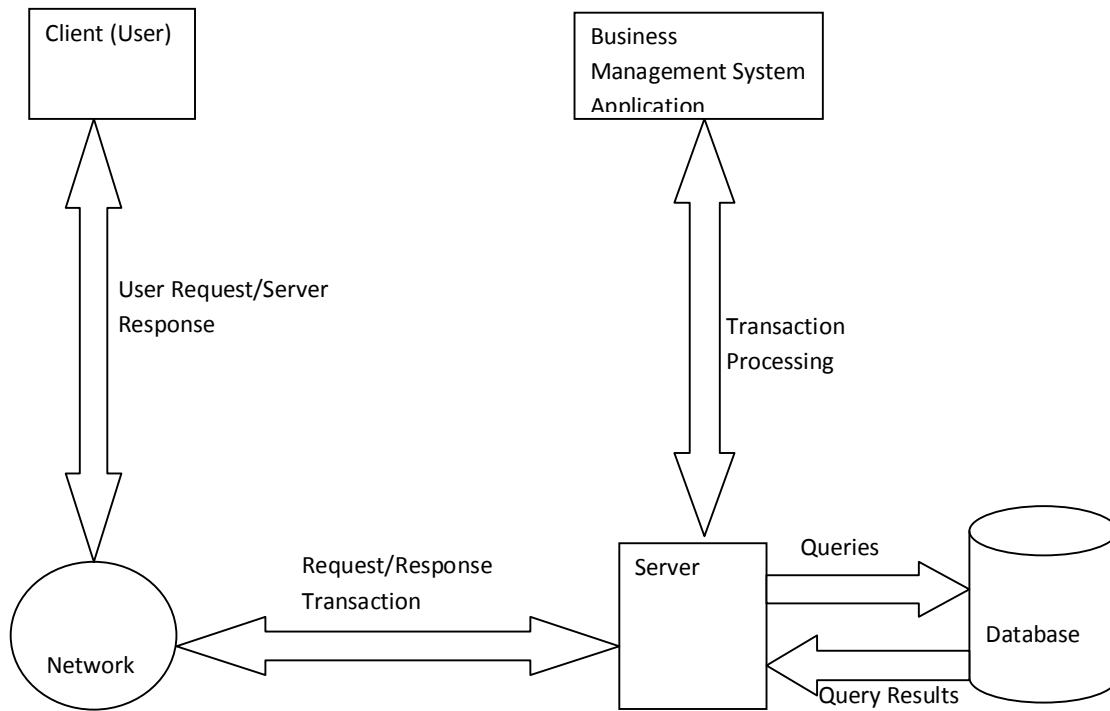 Client (User)
Business
Management System
Application
User Request/Server
Response
Transaction
Processing
Queries
Request/Response
Transaction
Server
Database
Network
Query Results